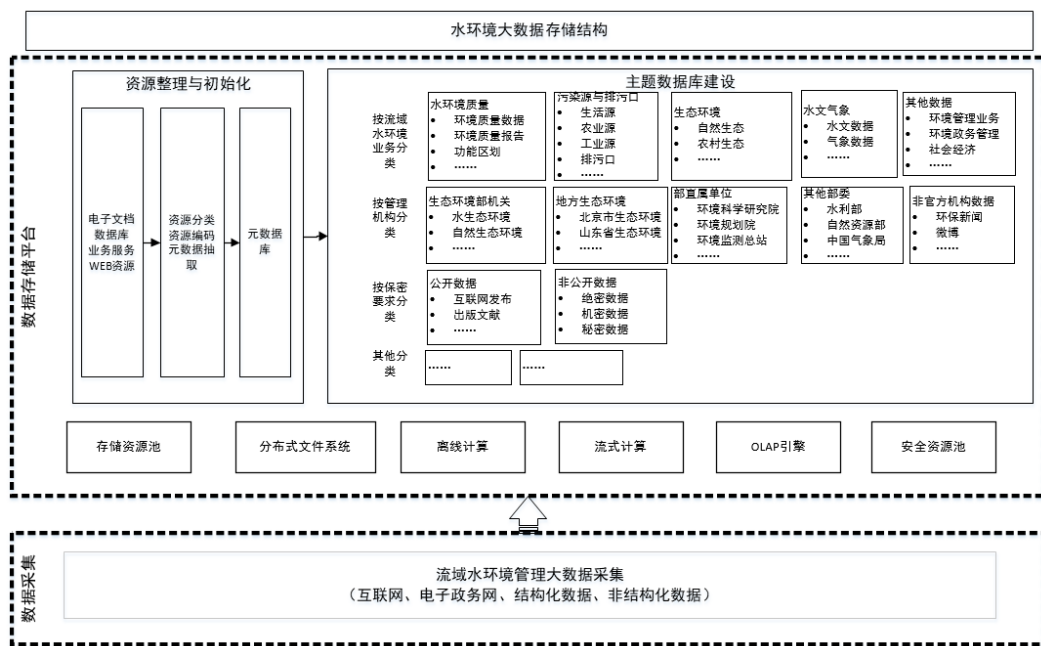 水环境大数据存储结构
数据存储平台
资源整理与初始化
电子文档
数据库
业务服务
WEB资源
资源分类
资源编码
元数据抽
取
元数据
库
主题数据库建设
按流域
水环境
业务分
类
水环境质量
• 环境质量数据
• 环境质量报告
• 功能区划
• ……
污染源与排污口
• 生活源
• 农业源
• 工业源
• 排污口
• ……
生态环境
• 自然生态
• 农村生态
• ……
水文气象
• 水文数据
• 气象数据
• ……
其他数据
• 环境管理业务
• 环境政务管理
• 社会经济
• ……
按管理
机构分
类
生态环境部机关
• 水生态环境
• 自然生态环境
• ……
地方生态环境
• 北京市生态环境
• 山东省生态环境
• ……
部直属单位
• 环境科学研究院
• 环境规划院
• 环境监测总站
• ……
其他部委
• 水利部
• 自然资源部
• 中国气象局
• ……
非官方机构数据
• 环保新闻
• 微博
• ……
按保密
要求分
类
公开数据
• 互联网发布
• 出版文献
• ……
非公开数据
• 绝密数据
• 机密数据
• 秘密数据
其他分
类
……
……
存储资源池
分布式文件系统
离线计算
流式计算
OLAP引擎
安全资源池
数据采集
流域水环境管理大数据采集
（互联网、电子政务网、结构化数据、非结构化数据）